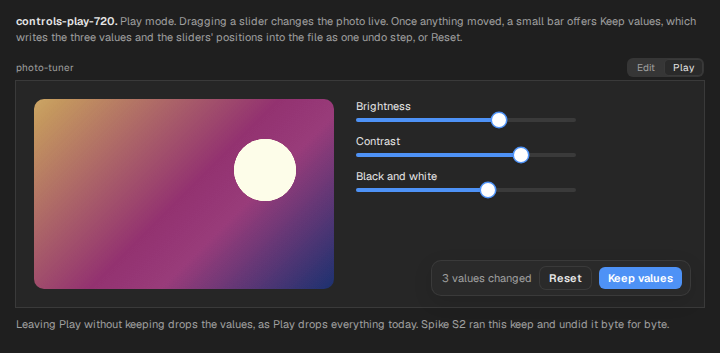 controls-play-720. Play mode. Dragging a slider changes the photo live. Once anything moved, a small bar offers Keep values, which
writes the three values and the sliders' positions into the file as one undo step, or Reset.
photo-tuner
Edit
Play
Brightness
Contrast
Black and white
3 values changed
Reset
Keep values
Leaving Play without keeping drops the values, as Play drops everything today. Spike S2 ran this keep and undid it byte for byte.